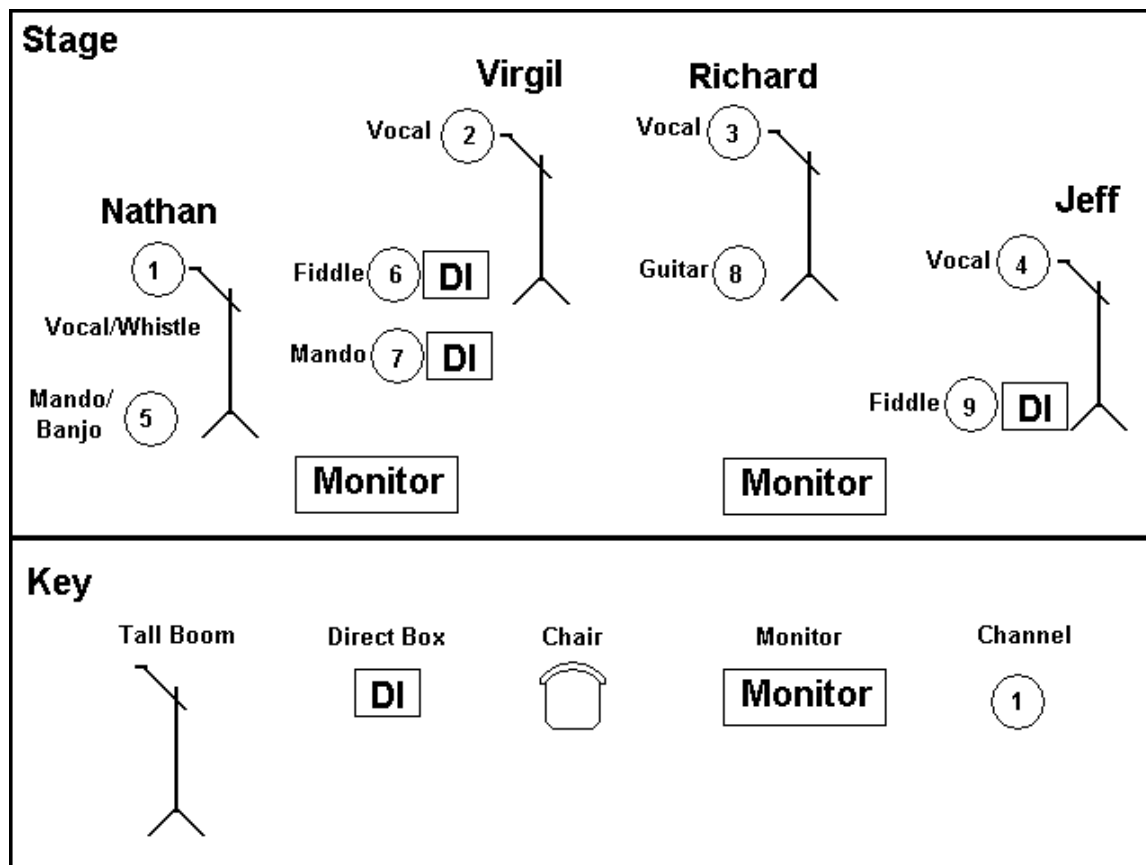 Stage
Virgil
Richard
Vocal 2
Vocal 3
Nathan
Jeff
1
Vocal/Whistle
Fiddle 6 DI
Guitar 8
Vocal 4
Mando 7 DI
Mando/
Banjo
5
Fiddle 9 DI
Monitor
Monitor
Key
Tall Boom
Direct Box
Chair
Monitor
Channel
DI
Monitor
1